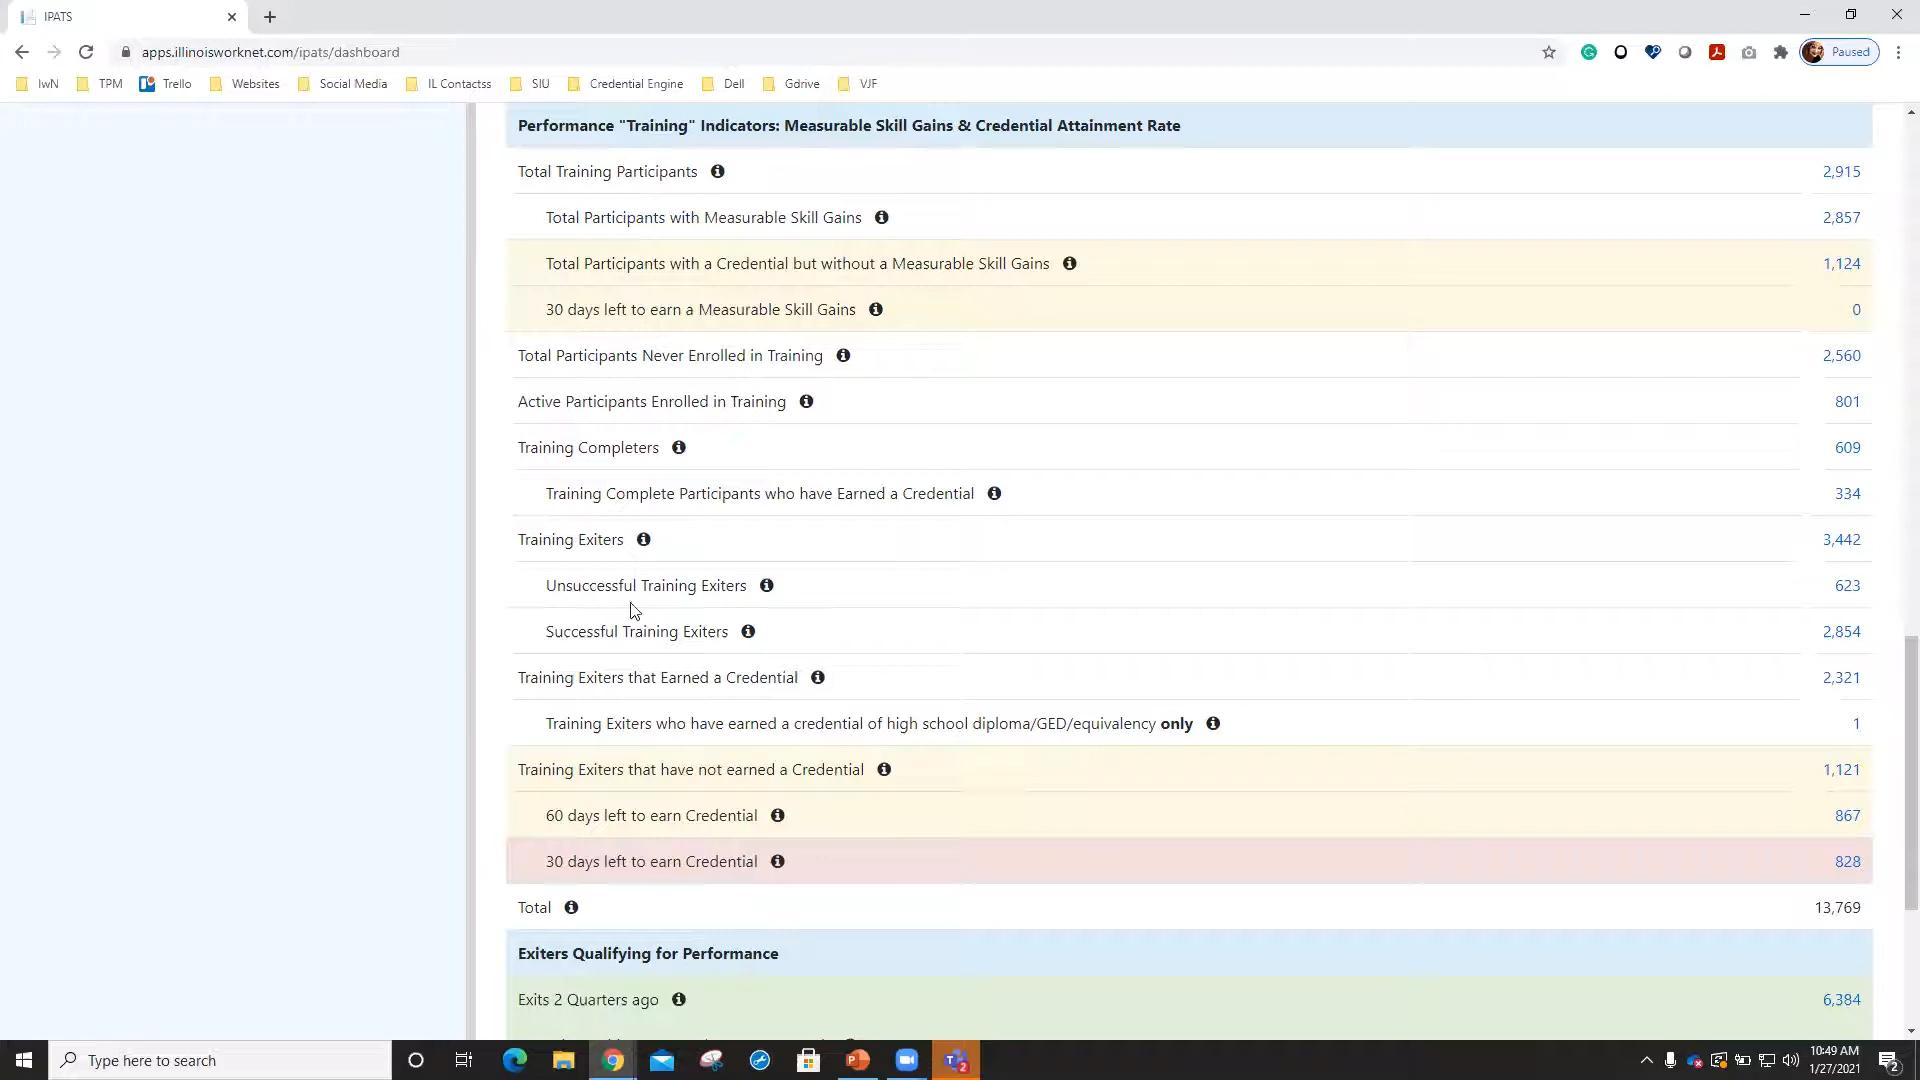 IPATS
apps.illinoisworknet.com/ipats/dashboard
Paused
IwN TPM Trello Websites Social Media IL Contactss SIU Credential Engine Dell Gdrive VJF
Performance "Training" Indicators: Measurable Skill Gains & Credential Attainment Rate
Total Training Participants 2,915
Total Participants with Measurable Skill Gains 2,857
Total Participants with a Credential but without a Measurable Skill Gains 1,124
30 days left to earn a Measurable Skill Gains 0
Total Participants Never Enrolled in Training 2,560
Active Participants Enrolled in Training 801
Training Completers 609
Training Complete Participants who have Earned a Credential 334
Training Exiters 3,442
Unsuccessful Training Exiters 623
Successful Training Exiters 2,854
Training Exiters that Earned a Credential 2,321
Training Exiters who have earned a credential of high school diploma/GED/equivalency only 1
Training Exiters that have not earned a Credential 1,121
60 days left to earn Credential 867
30 days left to earn Credential 828
Total 13,769
Exiters Qualifying for Performance
Exits 2 Quarters ago 6,384
Type here to search
10:49 AM
1/27/2021
2